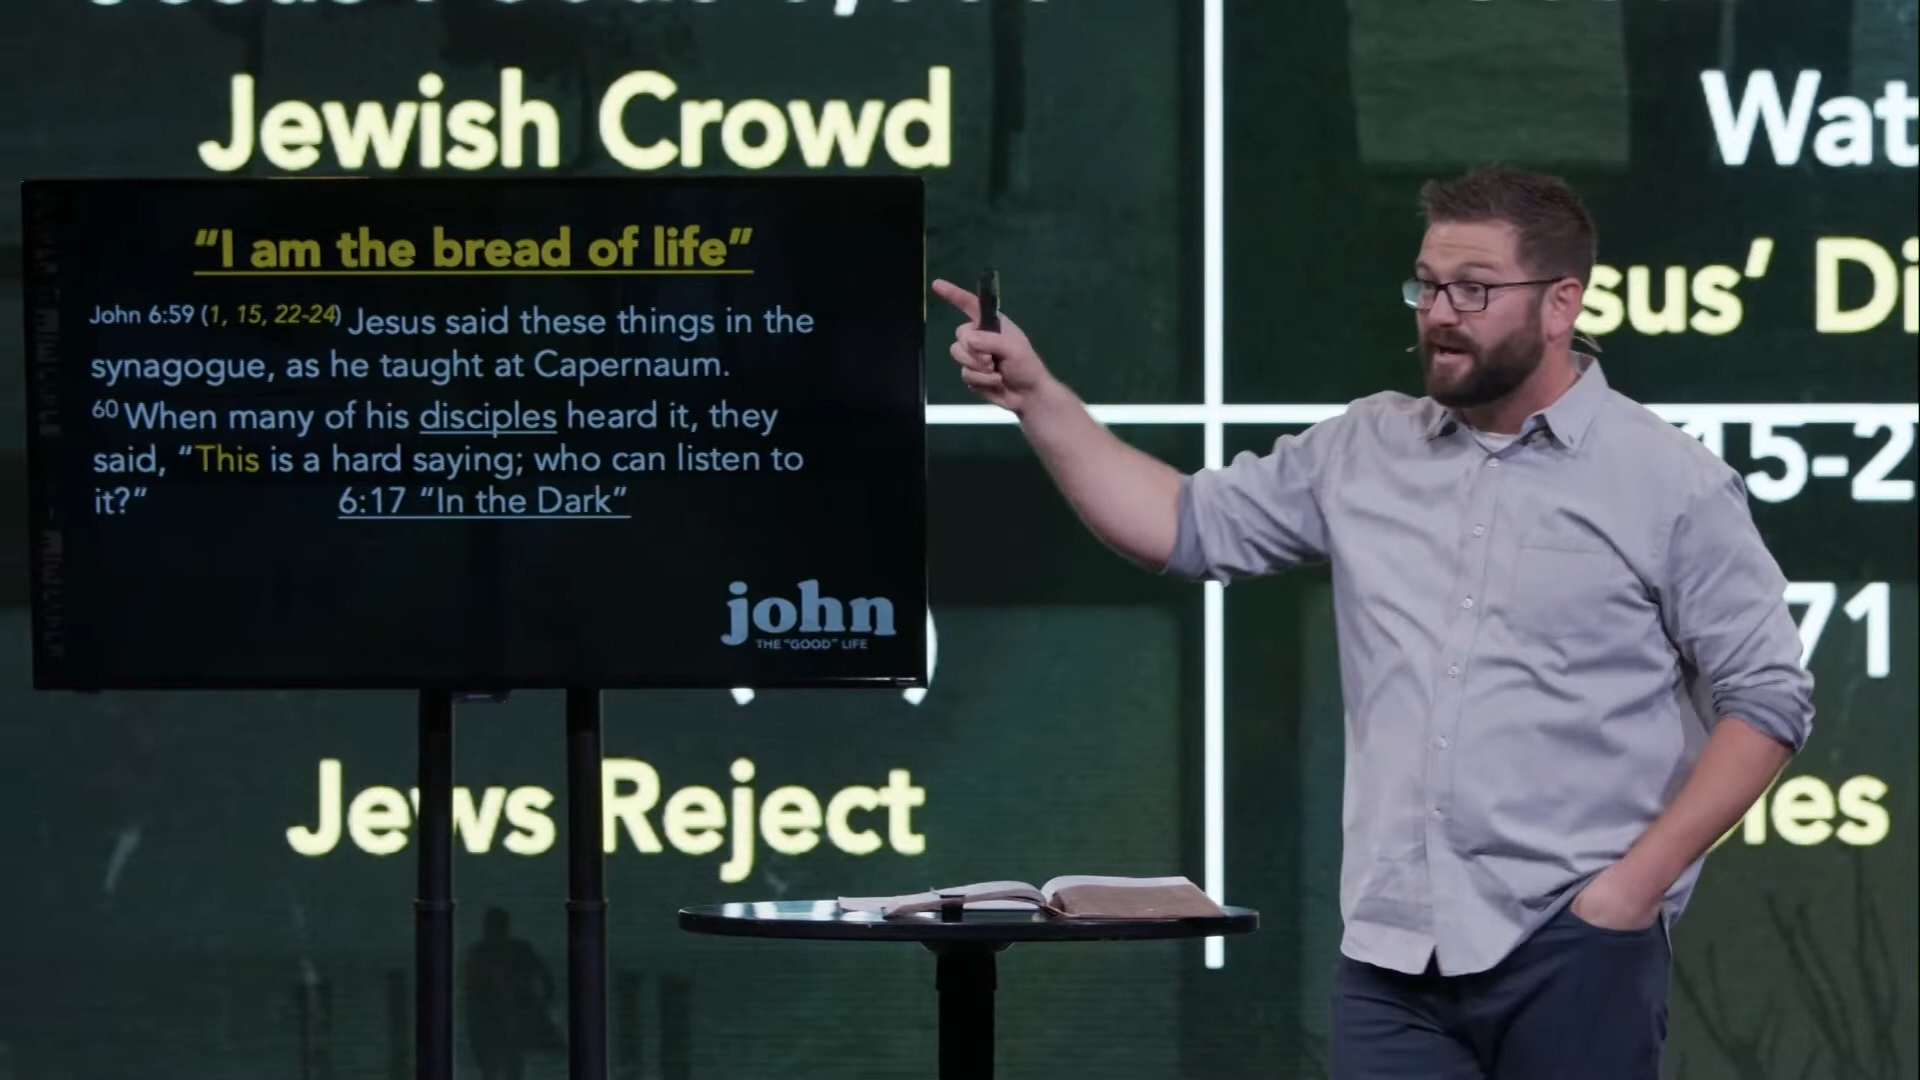 Jewish Crowd
Wat
sus' Di
"I am the bread of life"
John 6:59 (1, 15, 22-24) Jesus said these things in the
synagogue, as he taught at Capernaum.
60 When many of his disciples heard it, they
said, "This is a hard saying; who can listen to
it?" 6:17 "In the Dark"
john
THE "GOOD" LIFE
15-2
71
Jews Reject
les